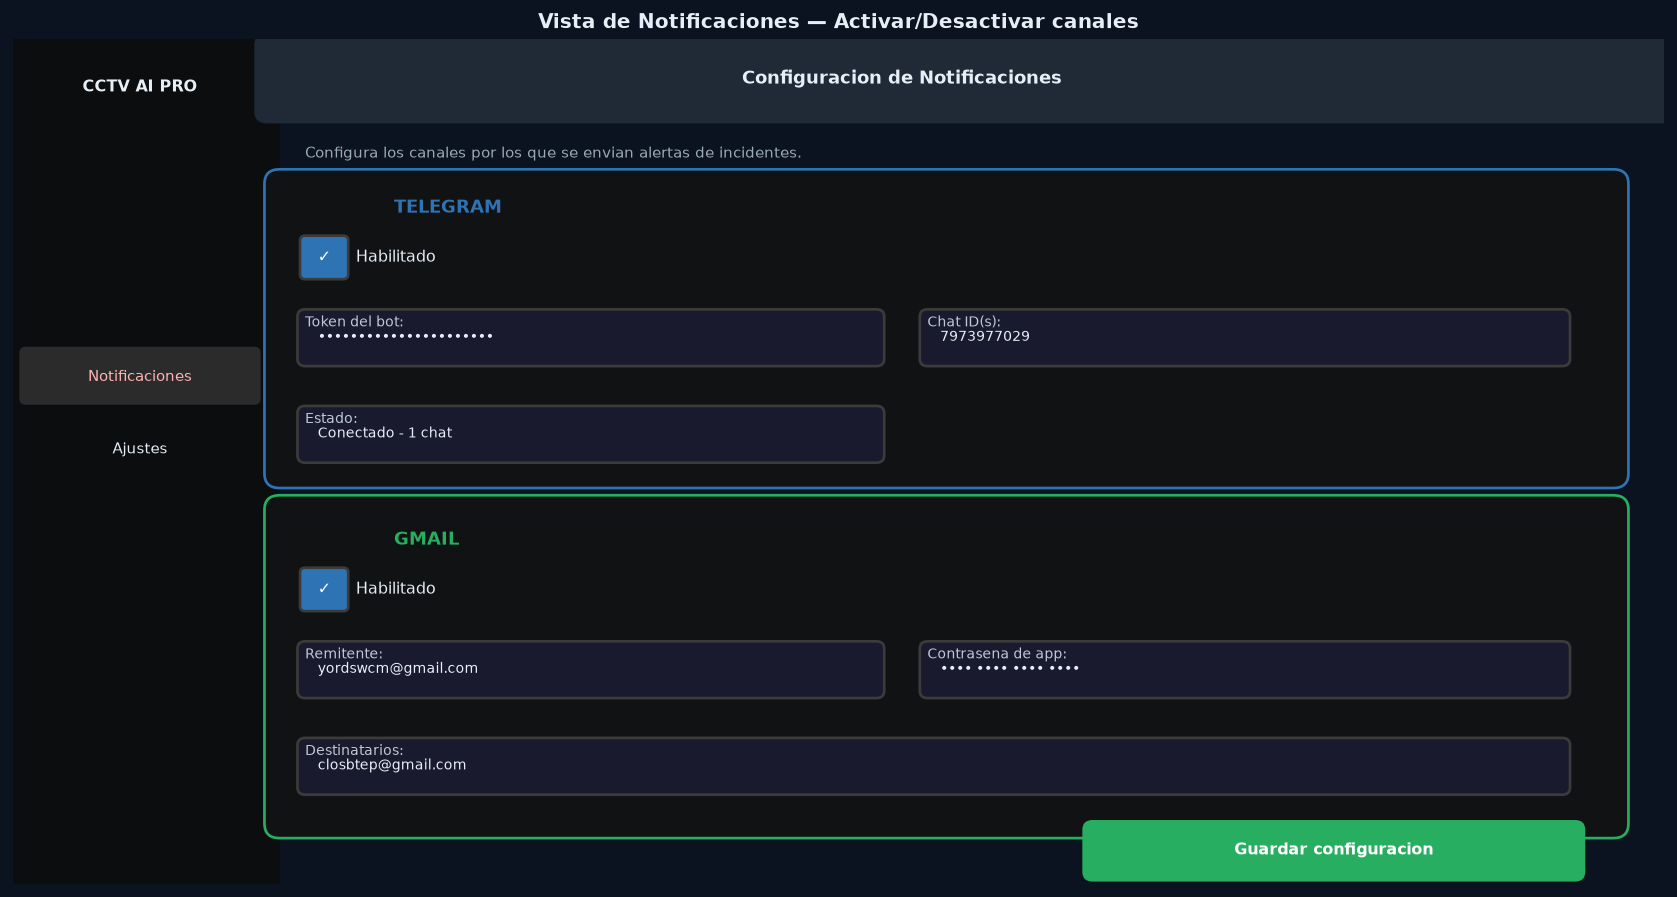 Vista de Notificaciones — Activar/Desactivar canales
CCTV AI PRO
Configuracion de Notificaciones
Configura los canales por los que se envian alertas de incidentes.
TELEGRAM
✓ Habilitado
Token del bot:
••••••••••••••••••••••
Chat ID(s):
7973977029
Notificaciones
Ajustes
Estado:
Conectado - 1 chat
GMAIL
✓ Habilitado
Remitente:
yordswcm@gmail.com
Contrasena de app:
•••• •••• •••• ••••
Destinatarios:
closbtep@gmail.com
Guardar configuracion